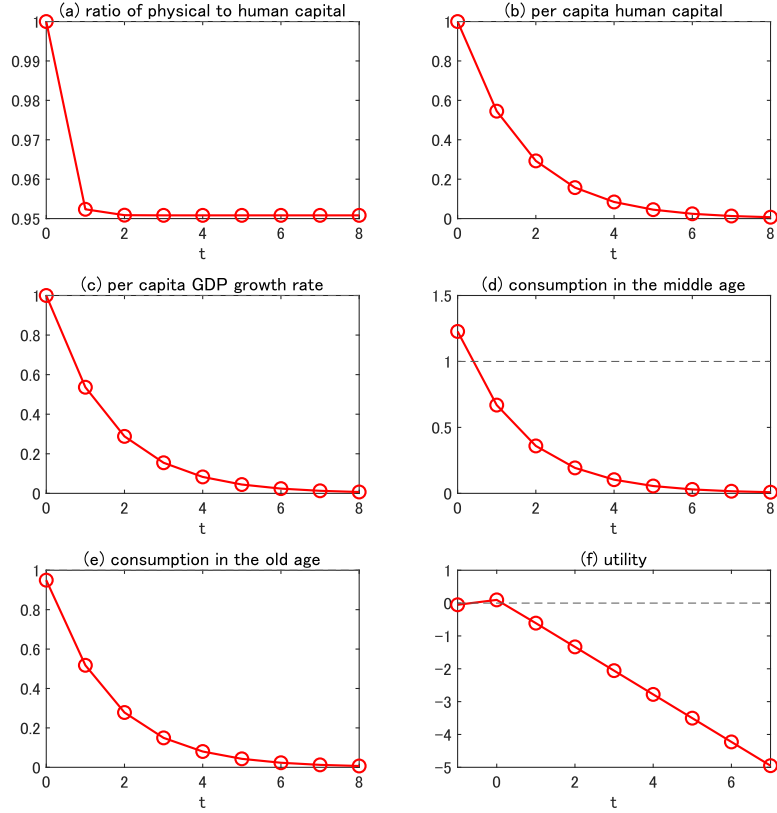 (a) ratio of physical to human capital
1
0.99
0.98
0.97
0.96
0.95
0 2 4 6 8
t
(b) per capita human capital
1
0.8
0.6
0.4
0.2
0
0 2 4 6 8
t
(c) per capita GDP growth rate
1
0.8
0.6
0.4
0.2
0
0 2 4 6 8
t
(d) consumption in the middle age
1.5
1
0.5
0
0 2 4 6 8
t
(e) consumption in the old age
1
0.8
0.6
0.4
0.2
0
0 2 4 6 8
t
(f) utility
1
0
−1
−2
−3
−4
−5
0 2 4 6
t